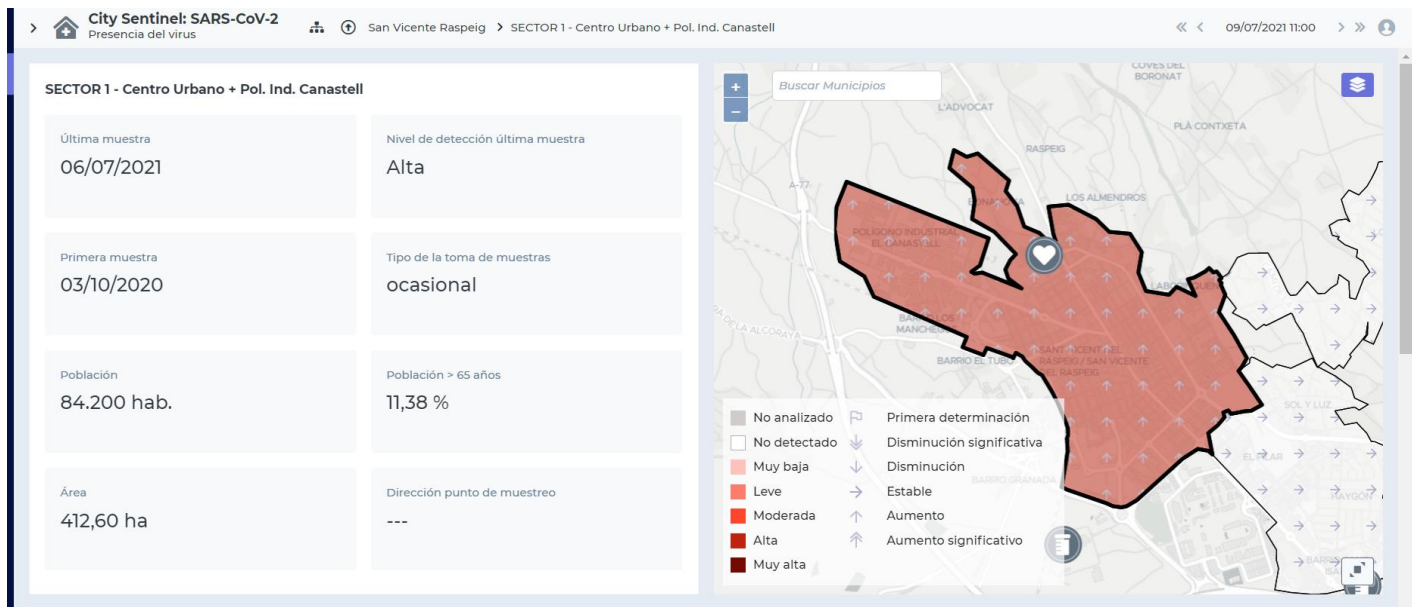 City Sentinel: SARS-CoV-2
Presencia del virus
San Vicente Raspeig > SECTOR 1 - Centro Urbano + Pol. Ind. Canastell
09/07/2021 11:00
SECTOR 1 - Centro Urbano + Pol. Ind. Canastell
Última muestra
06/07/2021
Nivel de detección última muestra
Alta
Primera muestra
03/10/2020
Tipo de la toma de muestras
ocasional
Población
84.200 hab.
Población > 65 años
11,38 %
Área
412,60 ha
Dirección punto de muestreo
---
+
Buscar Municipios
-
COVES DEL
BORONAT
L'ADVOCAT
PLÀ CONTXETA
RASPEIG
A-77
LOS ALMENDROS
POLÍGONO INDUSTRIAL
EL CANASTELL
DE LA ALCORAYA
BARRIO LOS
MANCHEGOS
BARRIO EL TUBO
SANT VICENT DEL
RASPEIG / SAN VICENTE
DEL RASPEIG
SOL Y LUZ
EL PILAR
BARRIO GRANADA
No analizado
Primera determinación
No detectado
Disminución significativa
Muy baja
Disminución
Leve
Estable
Moderada
Aumento
Alta
Aumento significativo
Muy alta